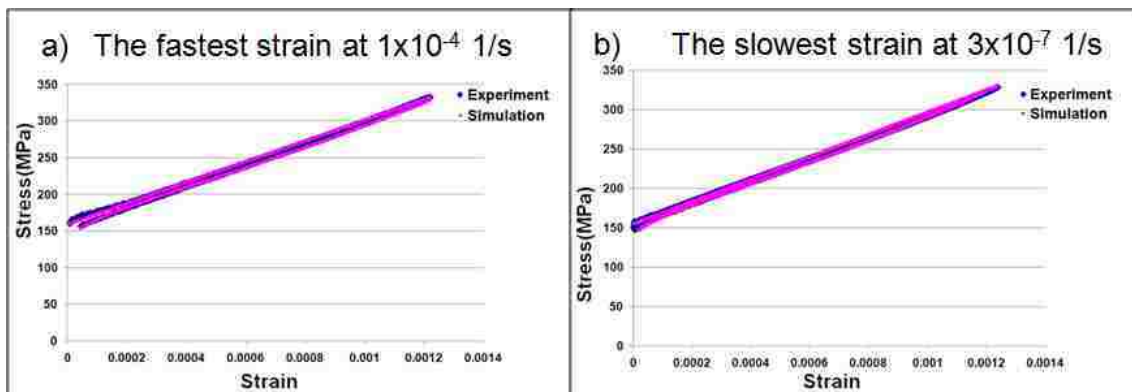 a) The fastest strain at 1x10⁻⁴ 1/s
350
300
250
200
150
100
50
0
Stress(MPa)
Experiment
Simulation
0 0.0002 0.0004 0.0006 0.0008 0.001 0.0012 0.0014
Strain
b) The slowest strain at 3x10⁻⁷ 1/s
350
300
250
200
150
100
50
0
Stress(MPa)
Experiment
Simulation
0 0.0002 0.0004 0.0006 0.0008 0.001 0.0012 0.0014
Strain